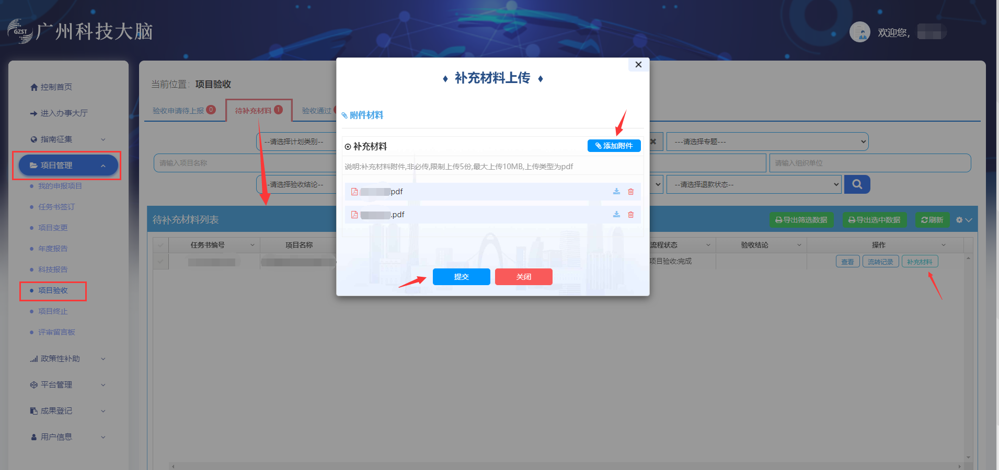 GZST 广州科技大脑
欢迎您,
控制首页
进入办事大厅
指南征集
项目管理
我的申报项目
任务书签订
项目变更
年度报告
科技报告
项目验收
项目终止
评审留言板
政策性补助
平台管理
成果登记
用户信息
当前位置: 项目验收
验收申请待上报 0
待补充材料 1
验收通过
--请选择计划类别--
---请选择专题---
请输入项目名称
请输入组织单位
--请选择验收结论--
--请选择退款状态--
待补充材料列表
导出筛选数据
导出选中数据
刷新
任务书编号
项目名称
流程状态
验收结论
操作
项目验收:完成
查看
流转记录
补充材料
补充材料上传
附件材料
补充材料
添加附件
说明:补充材料附件,非必传,限制上传5份,最大上传10MB,上传类型为pdf
.pdf
.pdf
提交
关闭